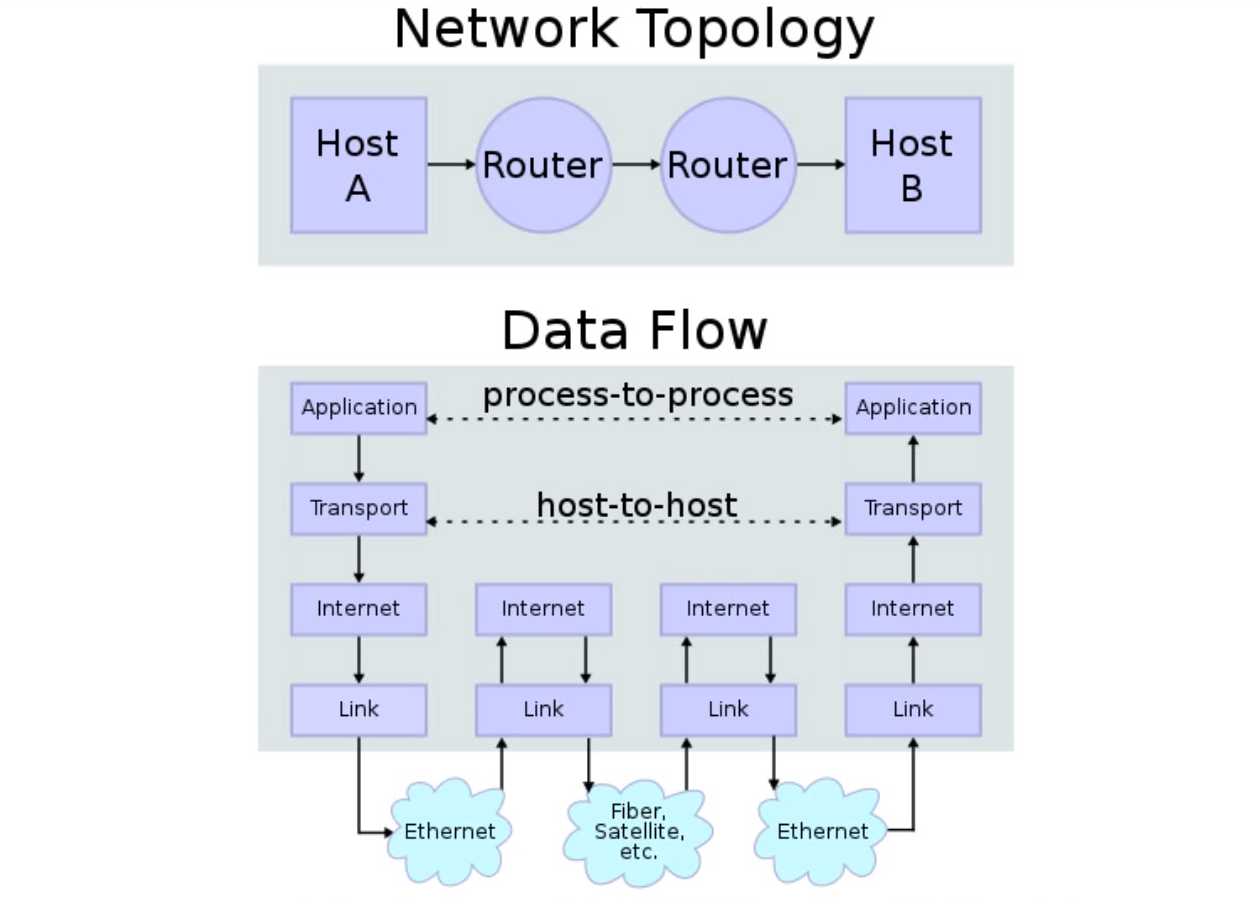 Network Topology
Host
A
Router
Router
Host
B
Data Flow
process-to-process
Application
Application
host-to-host
Transport
Transport
Internet
Internet
Internet
Internet
Link
Link
Link
Link
Ethernet
Fiber,
Satellite,
etc.
Ethernet